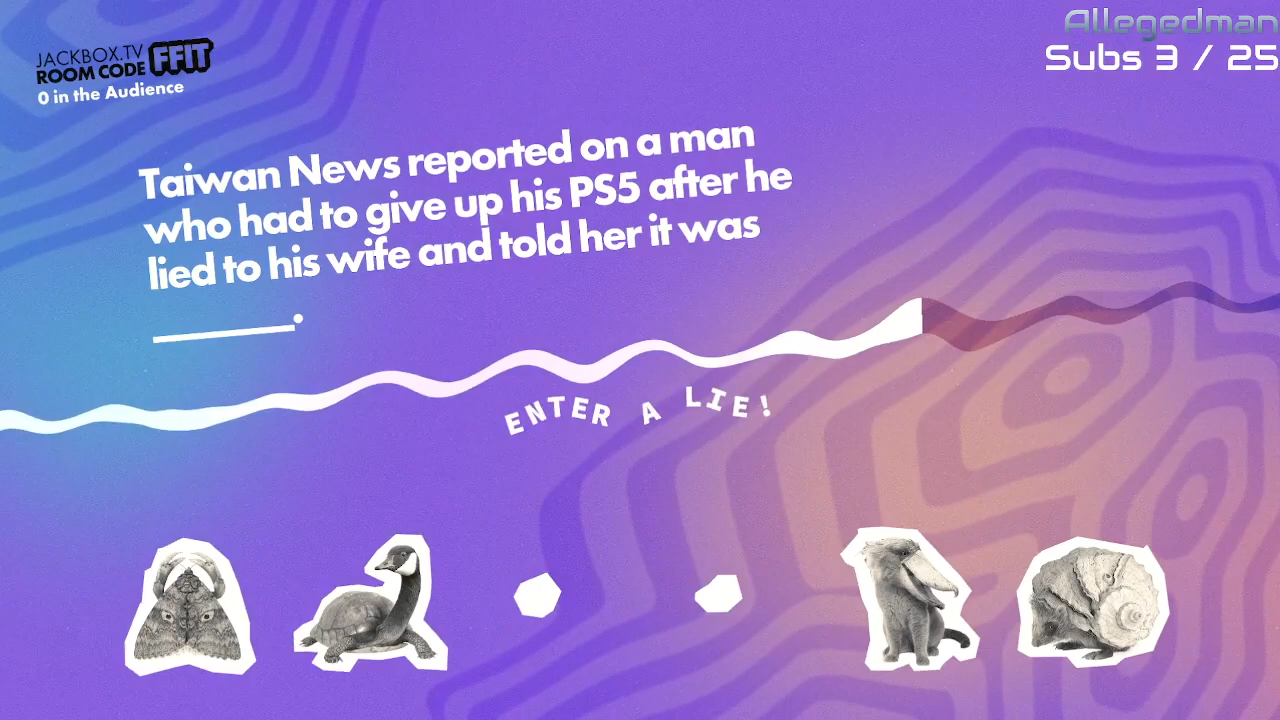 JACKBOX.TV
ROOM CODE FFIT
0 in the Audience
Allegedman
Subs 3 / 25
Taiwan News reported on a man
who had to give up his PS5 after he
lied to his wife and told her it was
_______.
ENTER A LIE!